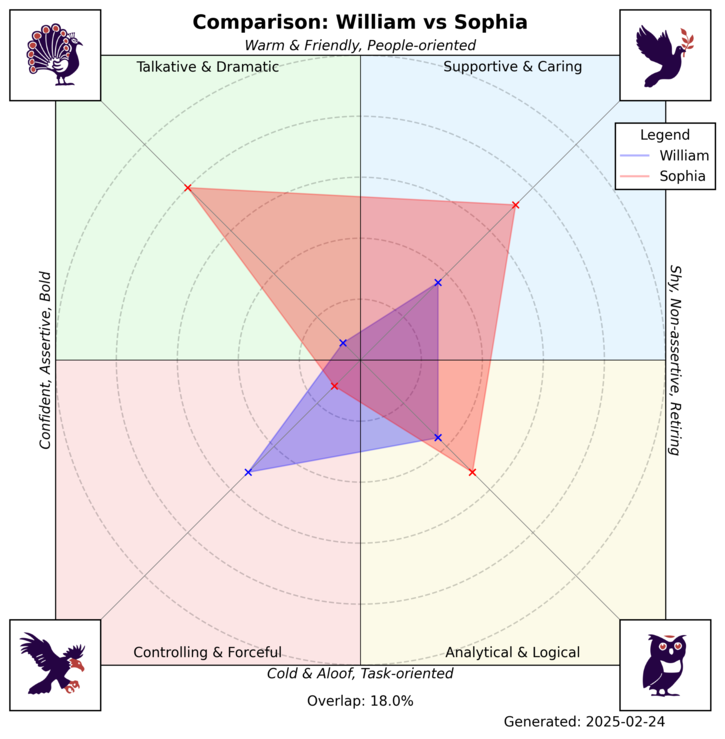 Comparison: William vs Sophia
Warm & Friendly, People-oriented
Talkative & Dramatic
Supportive & Caring
Legend
William
Sophia
Confident, Assertive, Bold
Shy, Non-assertive, Retiring
Controlling & Forceful
Analytical & Logical
Cold & Aloof, Task-oriented
Overlap: 18.0%
Generated: 2025-02-24